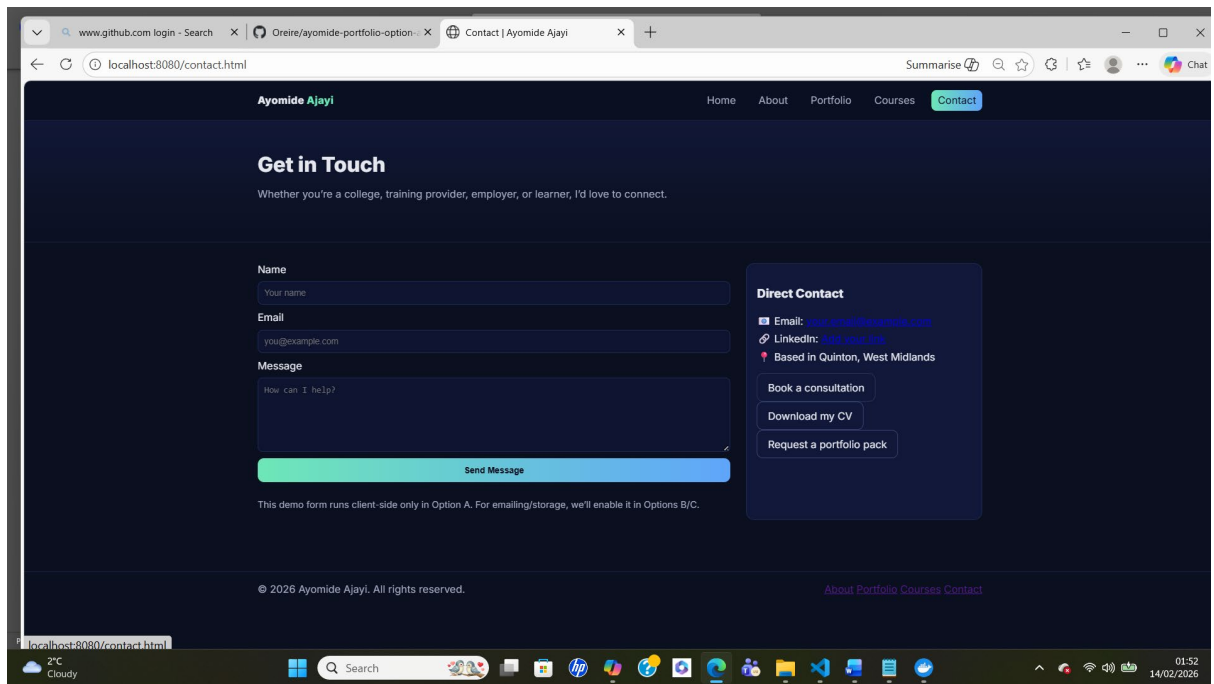 www.github.com login - Search
Oreire/ayomide-portfolio-option-
Contact | Ayomide Ajayi
localhost:8080/contact.html
Summarise
Chat
Ayomide Ajayi
Home About Portfolio Courses Contact
Get in Touch
Whether you're a college, training provider, employer, or learner, I'd love to connect.
Name
Your name
Email
you@example.com
Message
How can I help?
Send Message
This demo form runs client-side only in Option A. For emailing/storage, we'll enable it in Options B/C.
Direct Contact
Email:
LinkedIn:
Based in Quinton, West Midlands
Book a consultation
Download my CV
Request a portfolio pack
© 2026 Ayomide Ajayi. All rights reserved.
About Portfolio Courses Contact
localhost:8080/contact.html
2°C
Cloudy
Search
01:52
14/02/2026